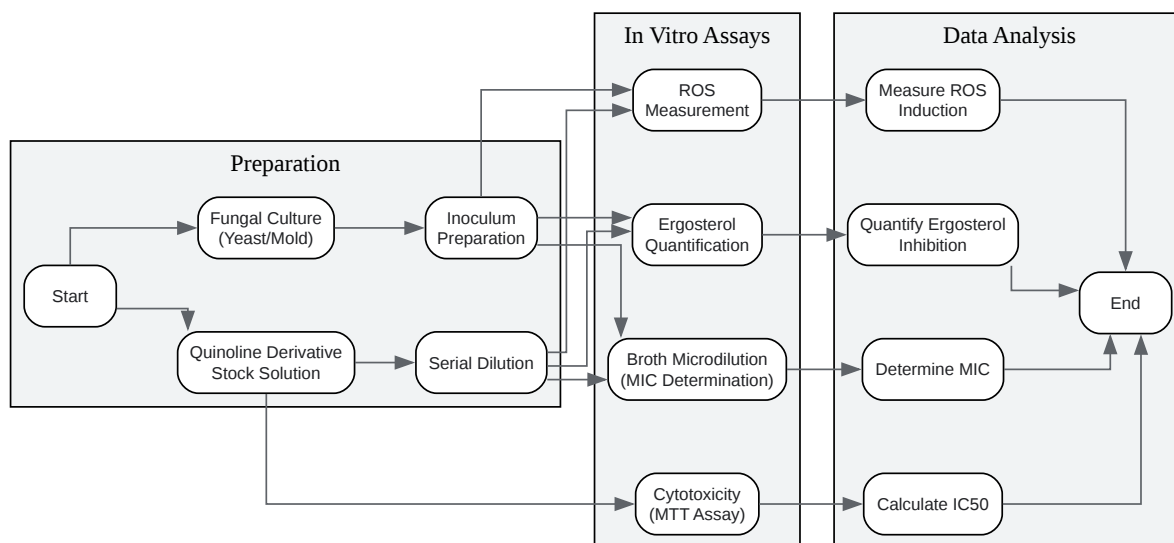 Preparation
Start
Fungal Culture
(Yeast/Mold)
Inoculum
Preparation
Quinoline Derivative
Stock Solution
Serial Dilution
In Vitro Assays
ROS
Measurement
Ergosterol
Quantification
Broth Microdilution
(MIC Determination)
Cytotoxicity
(MTT Assay)
Data Analysis
Measure ROS
Induction
Quantify Ergosterol
Inhibition
Determine MIC
Calculate IC50
End